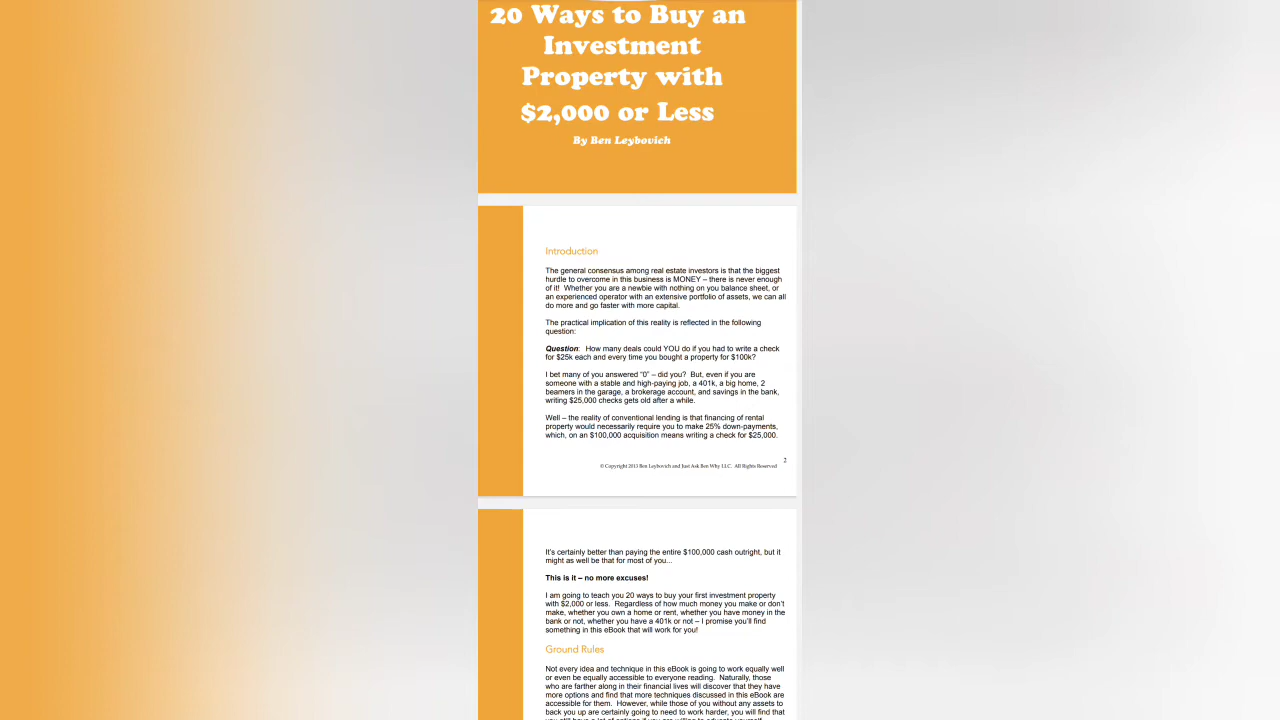 20 Ways to Buy an
Investment
Property with
$2,000 or Less
By Ben Leybovich
Introduction
The general consensus among real estate investors is that the biggest
hurdle to overcome in this business is MONEY – there is never enough
of it!  Whether you are a newbie with nothing on you balance sheet, or
an experienced operator with an extensive portfolio of assets, we can all
do more and go faster with more capital.
The practical implication of this reality is reflected in the following
question:
Question:  How many deals could YOU do if you had to write a check
for $25k each and every time you bought a property for $100k?
I bet many of you answered "0" – did you?  But, even if you are
someone with a stable and high-paying job, a 401k, a big home, 2
beamers in the garage, a brokerage account, and savings in the bank,
writing $25,000 checks gets old after a while.
Well – the reality of conventional lending is that financing of rental
property would necessarily require you to make 25% down-payments,
which, on an $100,000 acquisition means writing a check for $25,000.
2
© Copyright 2013 Ben Leybovich and Just Ask Ben Why LLC.  All Rights Reserved
It's certainly better than paying the entire $100,000 cash outright, but it
might as well be that for most of you...
This is it – no more excuses!
I am going to teach you 20 ways to buy your first investment property
with $2,000 or less.  Regardless of how much money you make or don't
make, whether you own a home or rent, whether you have money in the
bank or not, whether you have a 401k or not – I promise you'll find
something in this eBook that will work for you!
Ground Rules
Not every idea and technique in this eBook is going to work equally well
or even be equally accessible to everyone reading.  Naturally, those
who are farther along in their financial lives will discover that they have
more options and find that more techniques discussed in this eBook are
accessible for them.  However, while those of you without any assets to
back you up are certainly going to need to work harder, you will find that